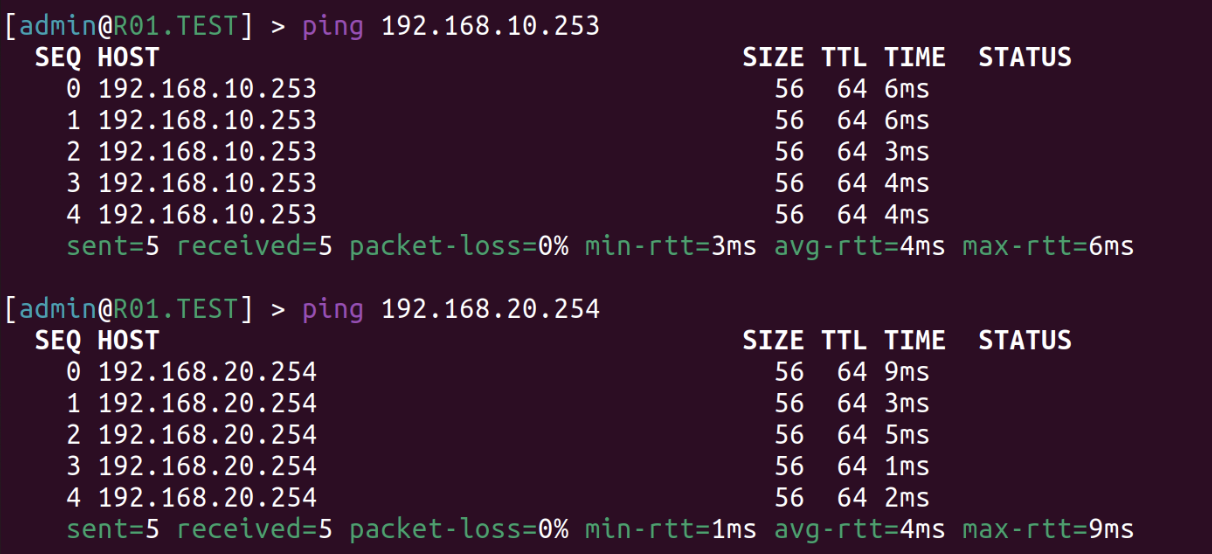 [admin@R01.TEST] > ping 192.168.10.253
SEQ HOST SIZE TTL TIME STATUS
0 192.168.10.253 56 64 6ms
1 192.168.10.253 56 64 6ms
2 192.168.10.253 56 64 3ms
3 192.168.10.253 56 64 4ms
4 192.168.10.253 56 64 4ms
sent=5 received=5 packet-loss=0% min-rtt=3ms avg-rtt=4ms max-rtt=6ms
[admin@R01.TEST] > ping 192.168.20.254
SEQ HOST SIZE TTL TIME STATUS
0 192.168.20.254 56 64 9ms
1 192.168.20.254 56 64 3ms
2 192.168.20.254 56 64 5ms
3 192.168.20.254 56 64 1ms
4 192.168.20.254 56 64 2ms
sent=5 received=5 packet-loss=0% min-rtt=1ms avg-rtt=4ms max-rtt=9ms